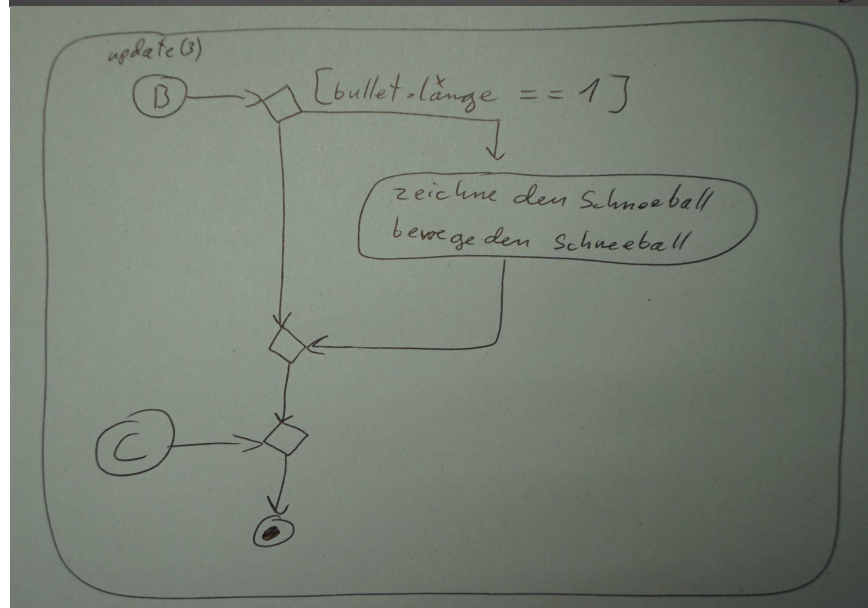 update(3)
B
[bullet.länge == 1]
zeichne den Schneeball
bewege den Schneeball
C